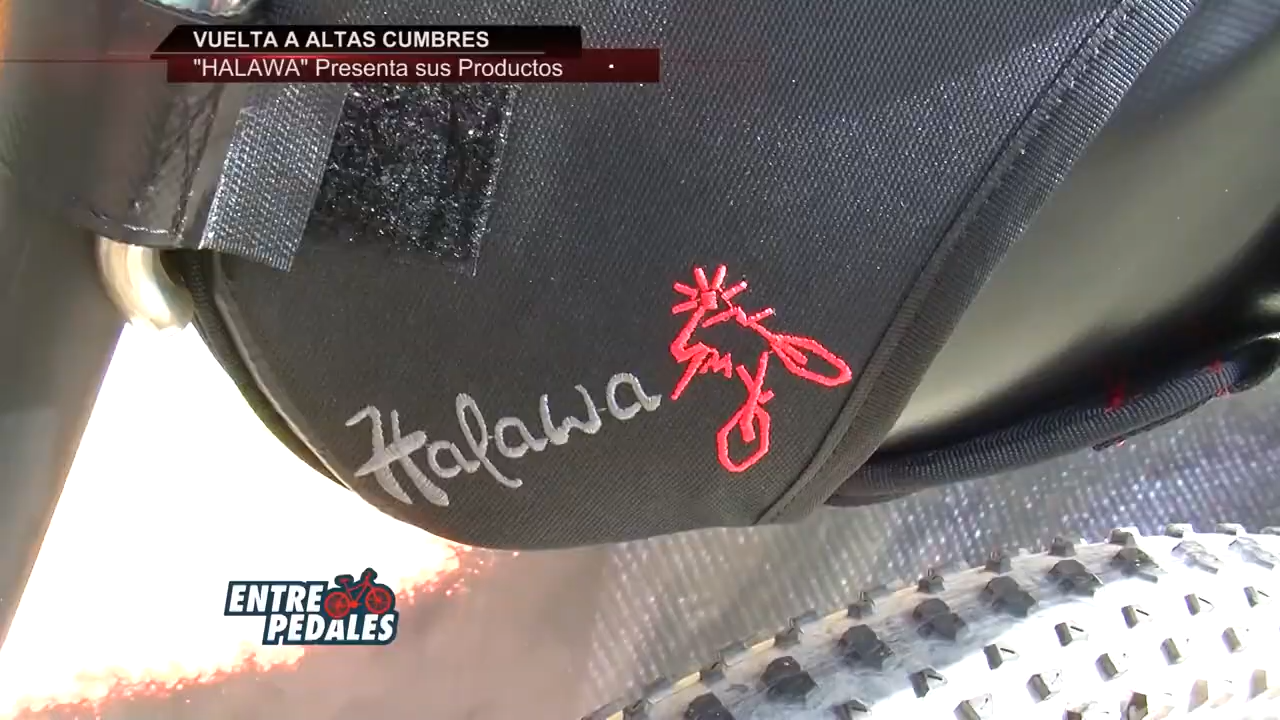 VUELTA A ALTAS CUMBRES
"HALAWA" Presenta sus Productos
Halawa
ENTRE
PEDALES